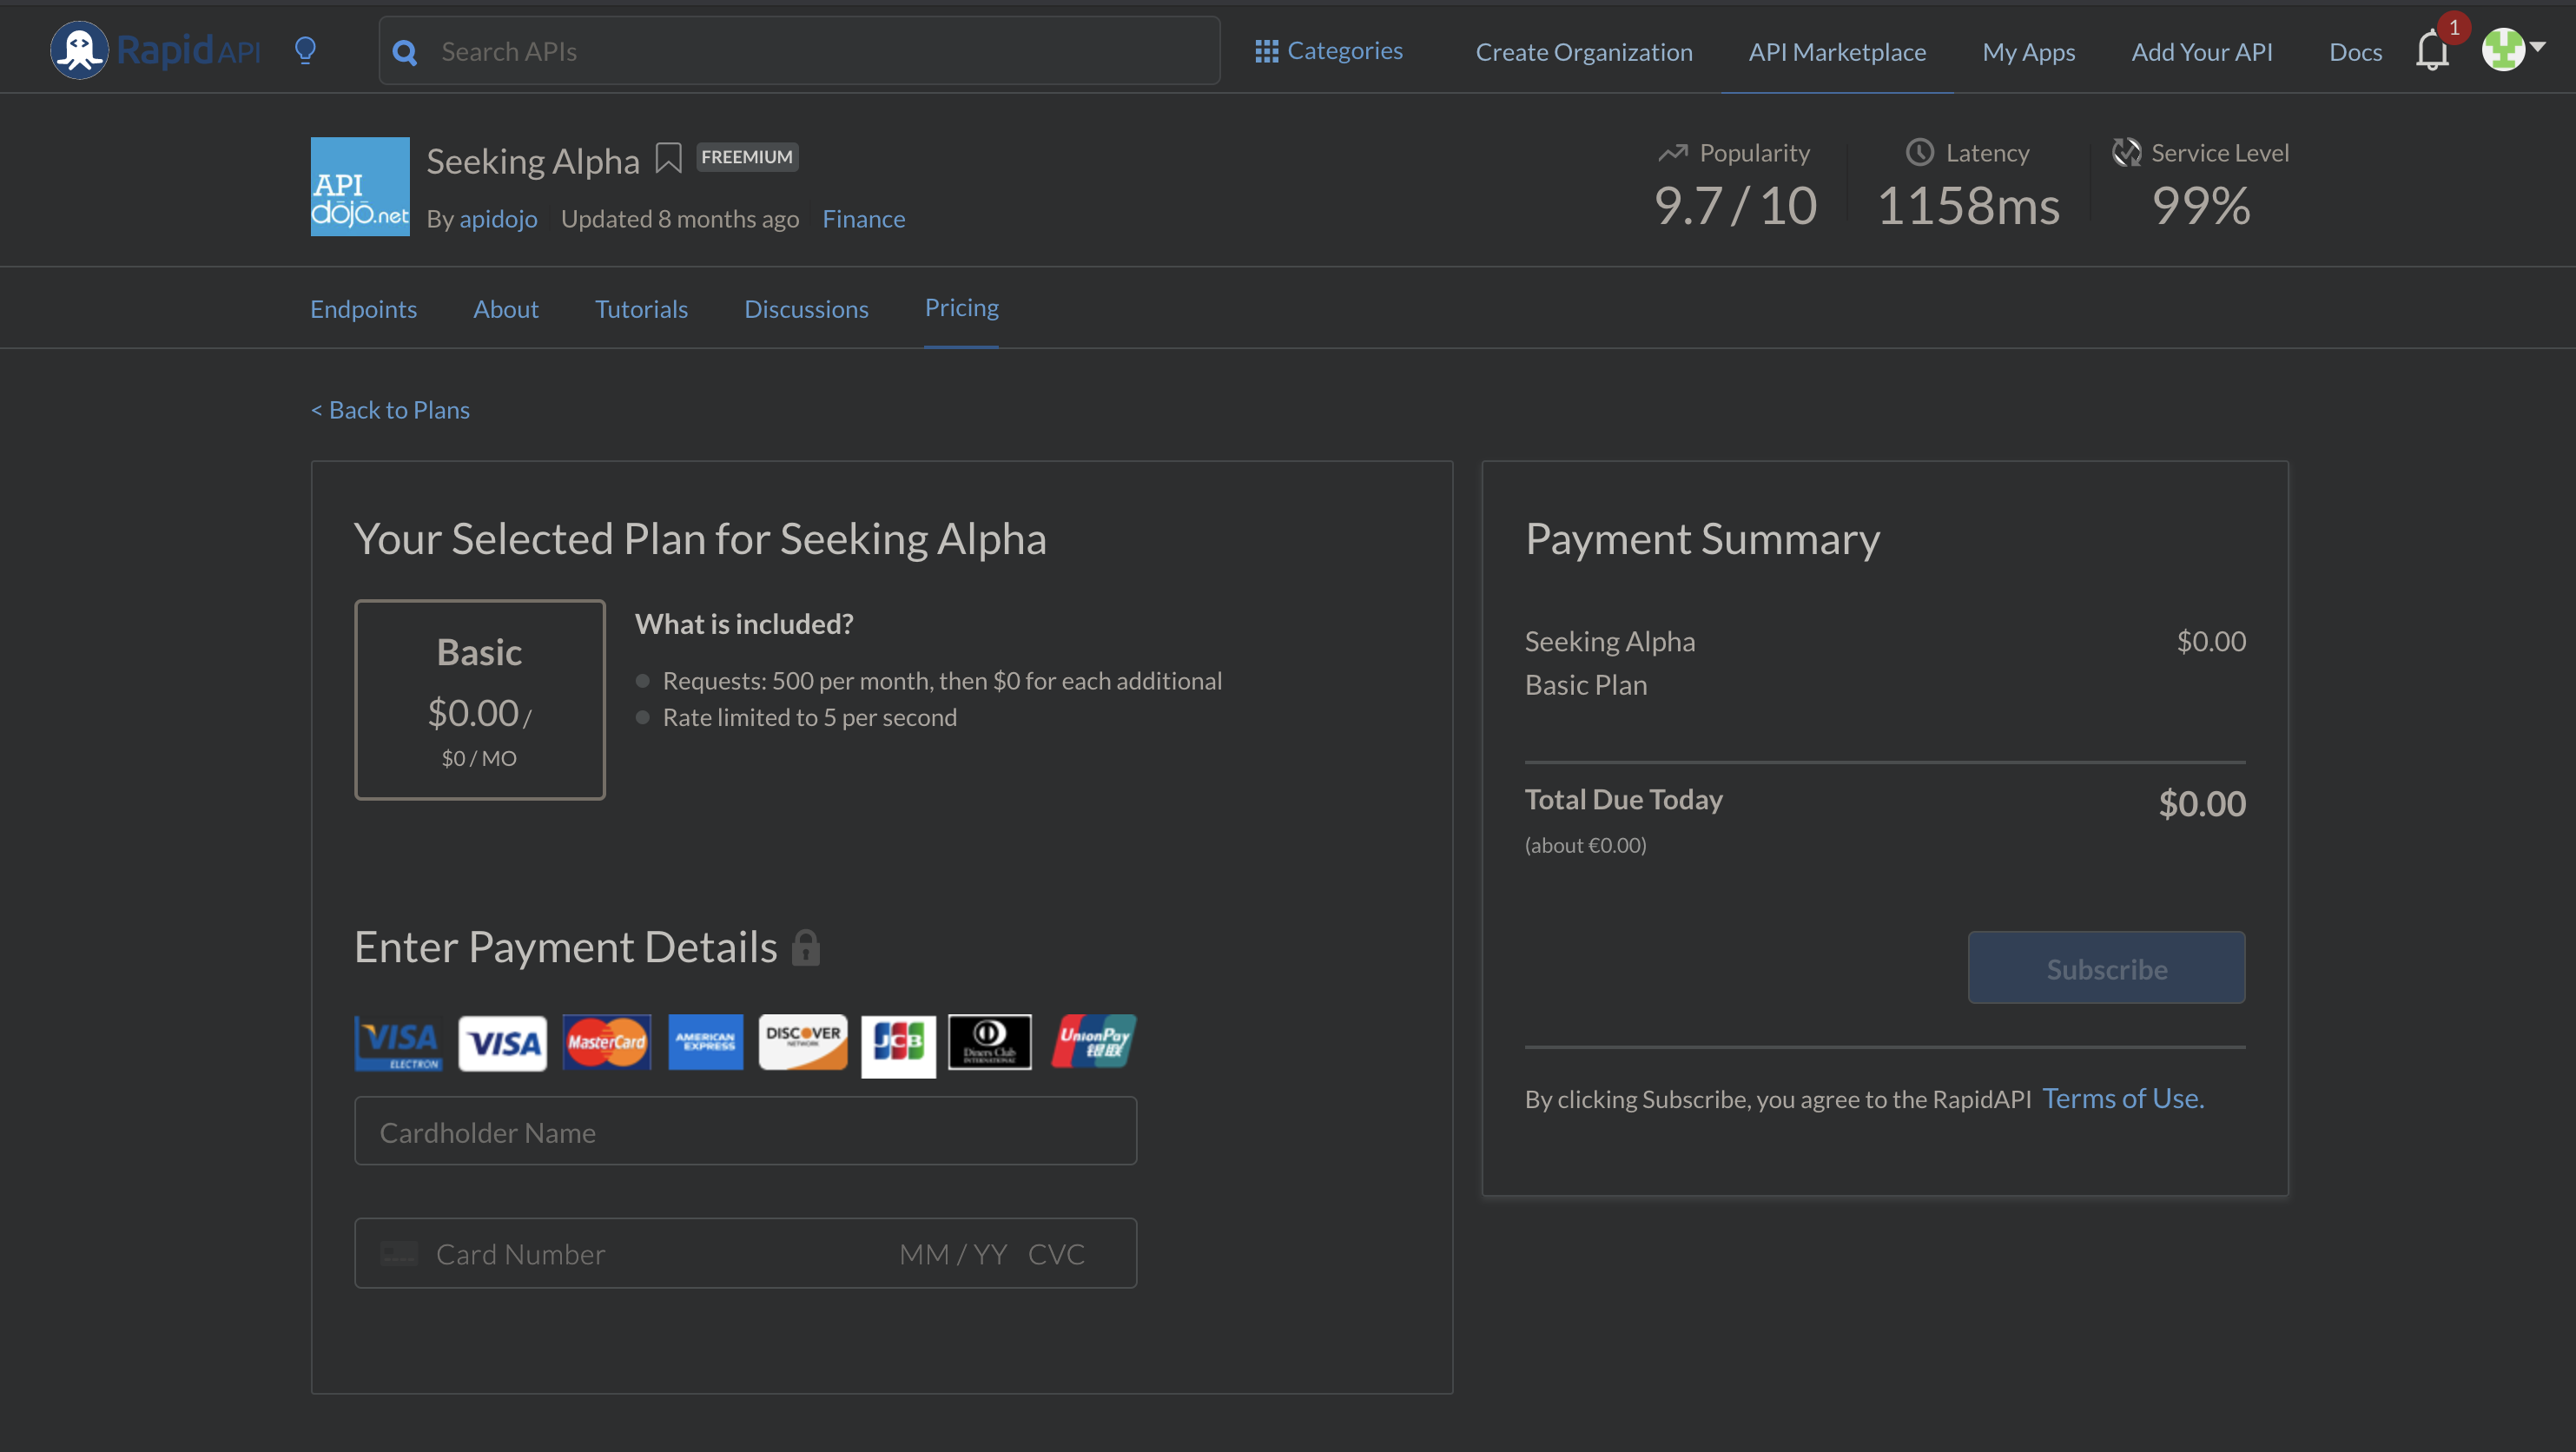 RapidAPI
Search APIs
Categories
Create Organization
API Marketplace
My Apps
Add Your API
Docs
1
API
dōjō.net
Seeking Alpha
FREEMIUM
By apidojo
Updated 8 months ago
Finance
Popularity
9.7 / 10
Latency
1158ms
Service Level
99%
Endpoints
About
Tutorials
Discussions
Pricing
< Back to Plans
Your Selected Plan for Seeking Alpha
Basic
$0.00 /
$0 / MO
What is included?
Requests: 500 per month, then $0 for each additional
Rate limited to 5 per second
Enter Payment Details
VISA
ELECTRON
VISA
MasterCard
AMERICAN
EXPRESS
DISCOVER
NETWORK
JCB
Diners Club
INTERNATIONAL
UnionPay
银联
Cardholder Name
Card Number
MM / YY
CVC
Payment Summary
Seeking Alpha
$0.00
Basic Plan
Total Due Today
$0.00
(about €0.00)
Subscribe
By clicking Subscribe, you agree to the RapidAPI Terms of Use.